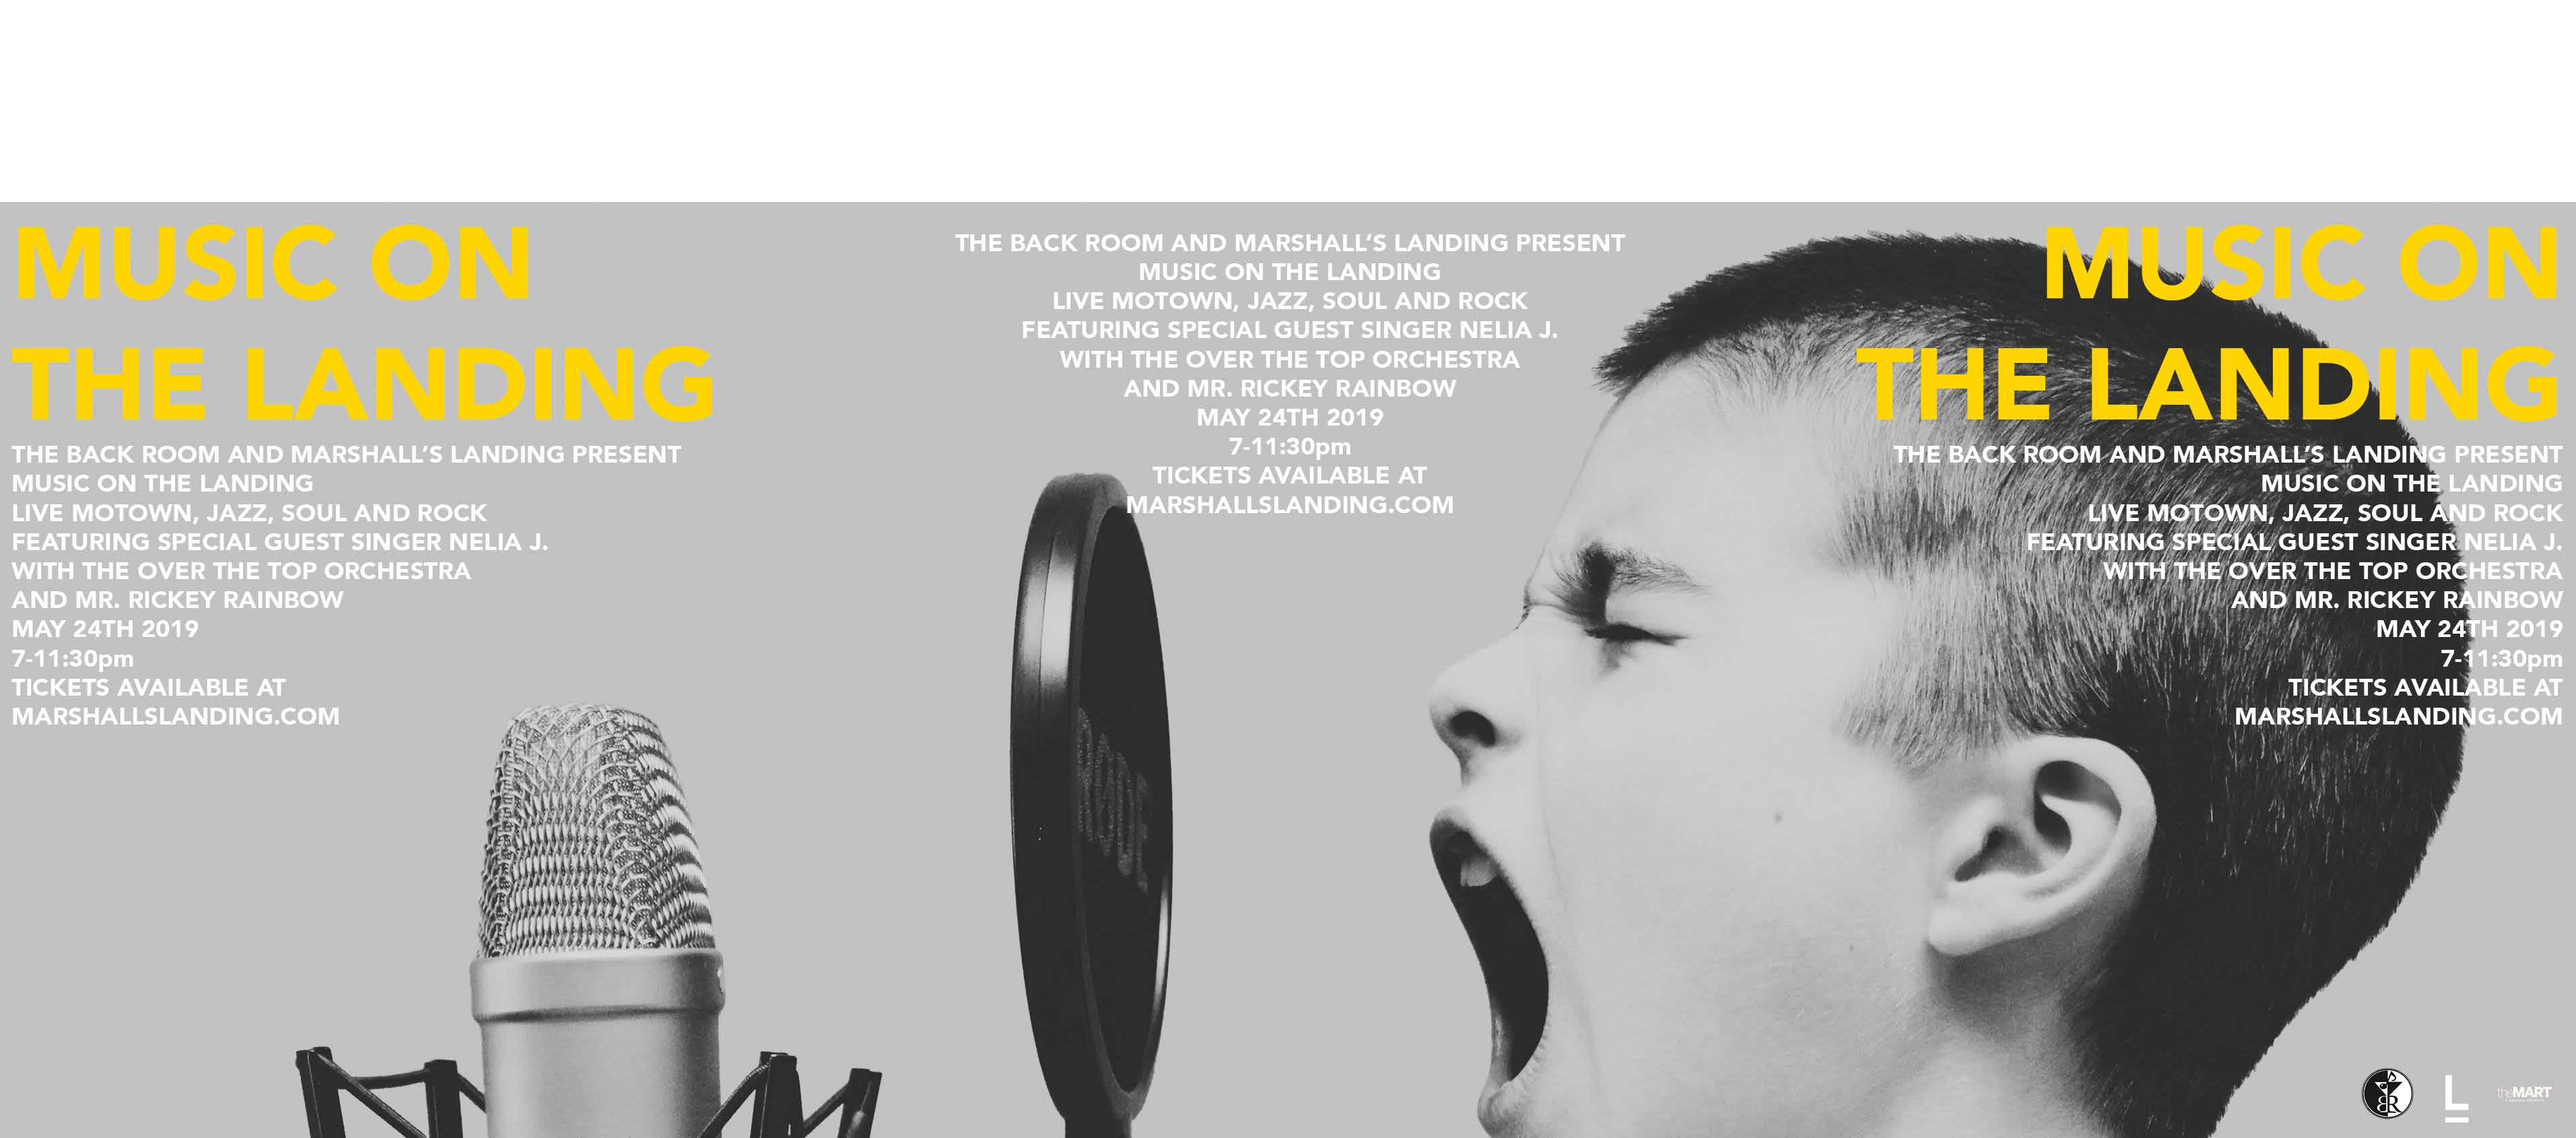 MUSIC ON
THE LANDING
THE BACK ROOM AND MARSHALL’S LANDING PRESENT
MUSIC ON THE LANDING
LIVE MOTOWN, JAZZ, SOUL AND ROCK
FEATURING SPECIAL GUEST SINGER NELIA J.
WITH THE OVER THE TOP ORCHESTRA
AND MR. RICKEY RAINBOW
MAY 24TH 2019
7-11:30pm
TICKETS AVAILABLE AT
MARSHALLSLANDING.COM
THE BACK ROOM AND MARSHALL’S LANDING PRESENT
MUSIC ON THE LANDING
LIVE MOTOWN, JAZZ, SOUL AND ROCK
FEATURING SPECIAL GUEST SINGER NELIA J.
WITH THE OVER THE TOP ORCHESTRA
AND MR. RICKEY RAINBOW
MAY 24TH 2019
7-11:30pm
TICKETS AVAILABLE AT
MARSHALLSLANDING.COM
MUSIC ON
THE LANDING
THE BACK ROOM AND MARSHALL’S LANDING PRESENT
MUSIC ON THE LANDING
LIVE MOTOWN, JAZZ, SOUL AND ROCK
FEATURING SPECIAL GUEST SINGER NELIA J.
WITH THE OVER THE TOP ORCHESTRA
AND MR. RICKEY RAINBOW
MAY 24TH 2019
7-11:30pm
TICKETS AVAILABLE AT
MARSHALLSLANDING.COM
BR
L
theMART